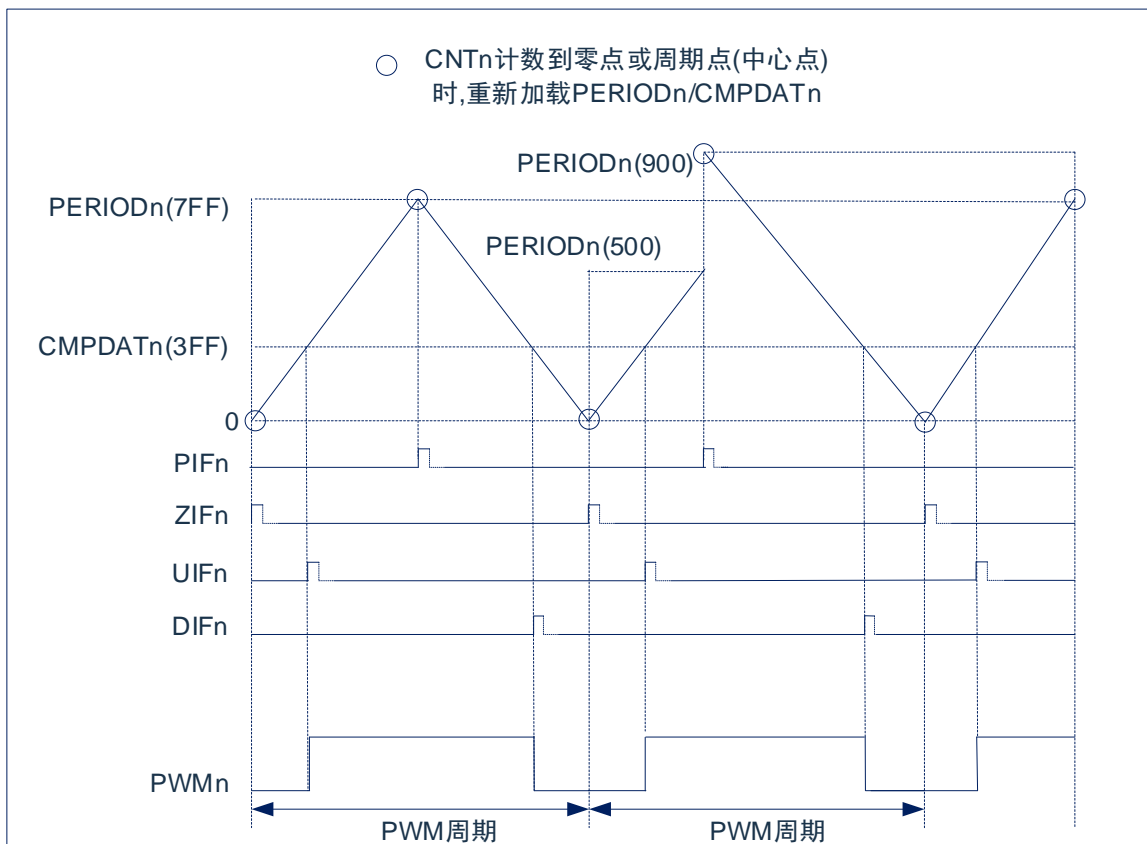 CNTn计数到零点或周期点(中心点)
时,重新加载PERIODn/CMPDATn
PERIODn(900)
PERIODn(7FF)
PERIODn(500)
CMPDATn(3FF)
0
PIFn
ZIFn
UIFn
DIFn
PWMn
PWM周期
PWM周期